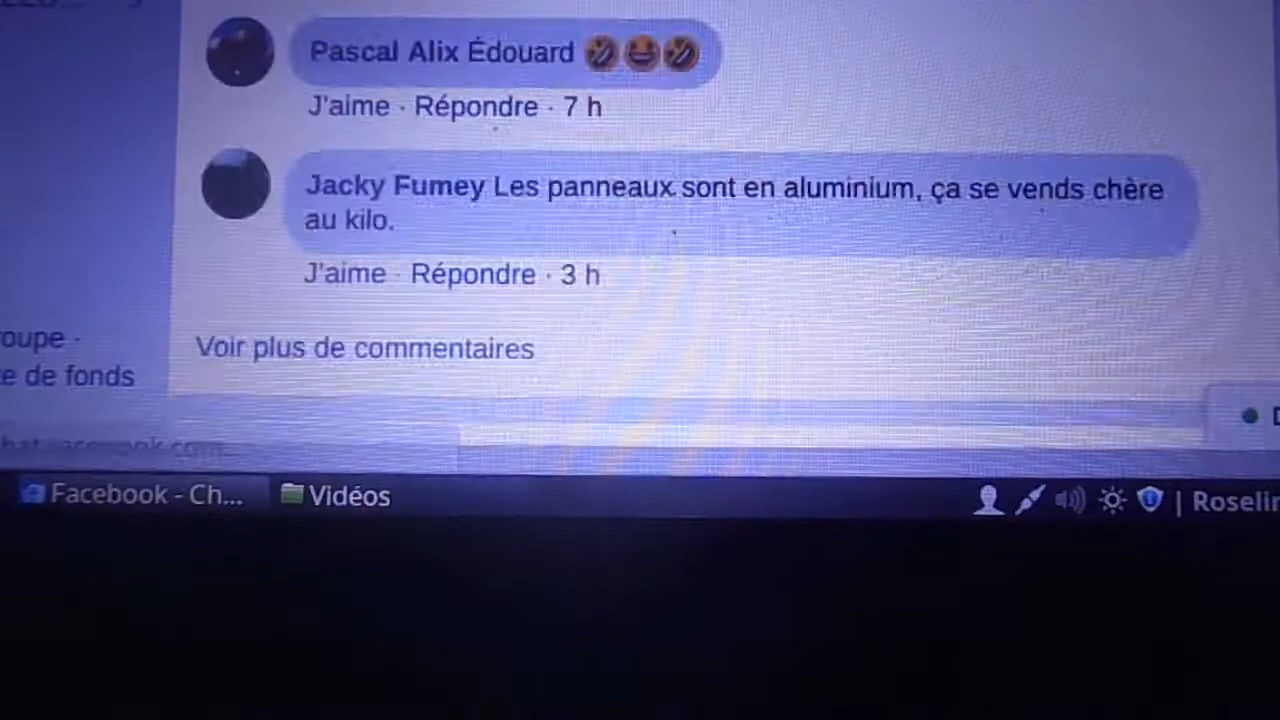 Pascal Alix Édouard 🤣😆🤣
J'aime · Répondre · 7 h
Jacky Fumey Les panneaux sont en aluminium, ça se vends chère
au kilo.
J'aime · Répondre · 3 h
oupe ·
e de fonds
Voir plus de commentaires
Facebook - Ch...
Vidéos
| Roselin